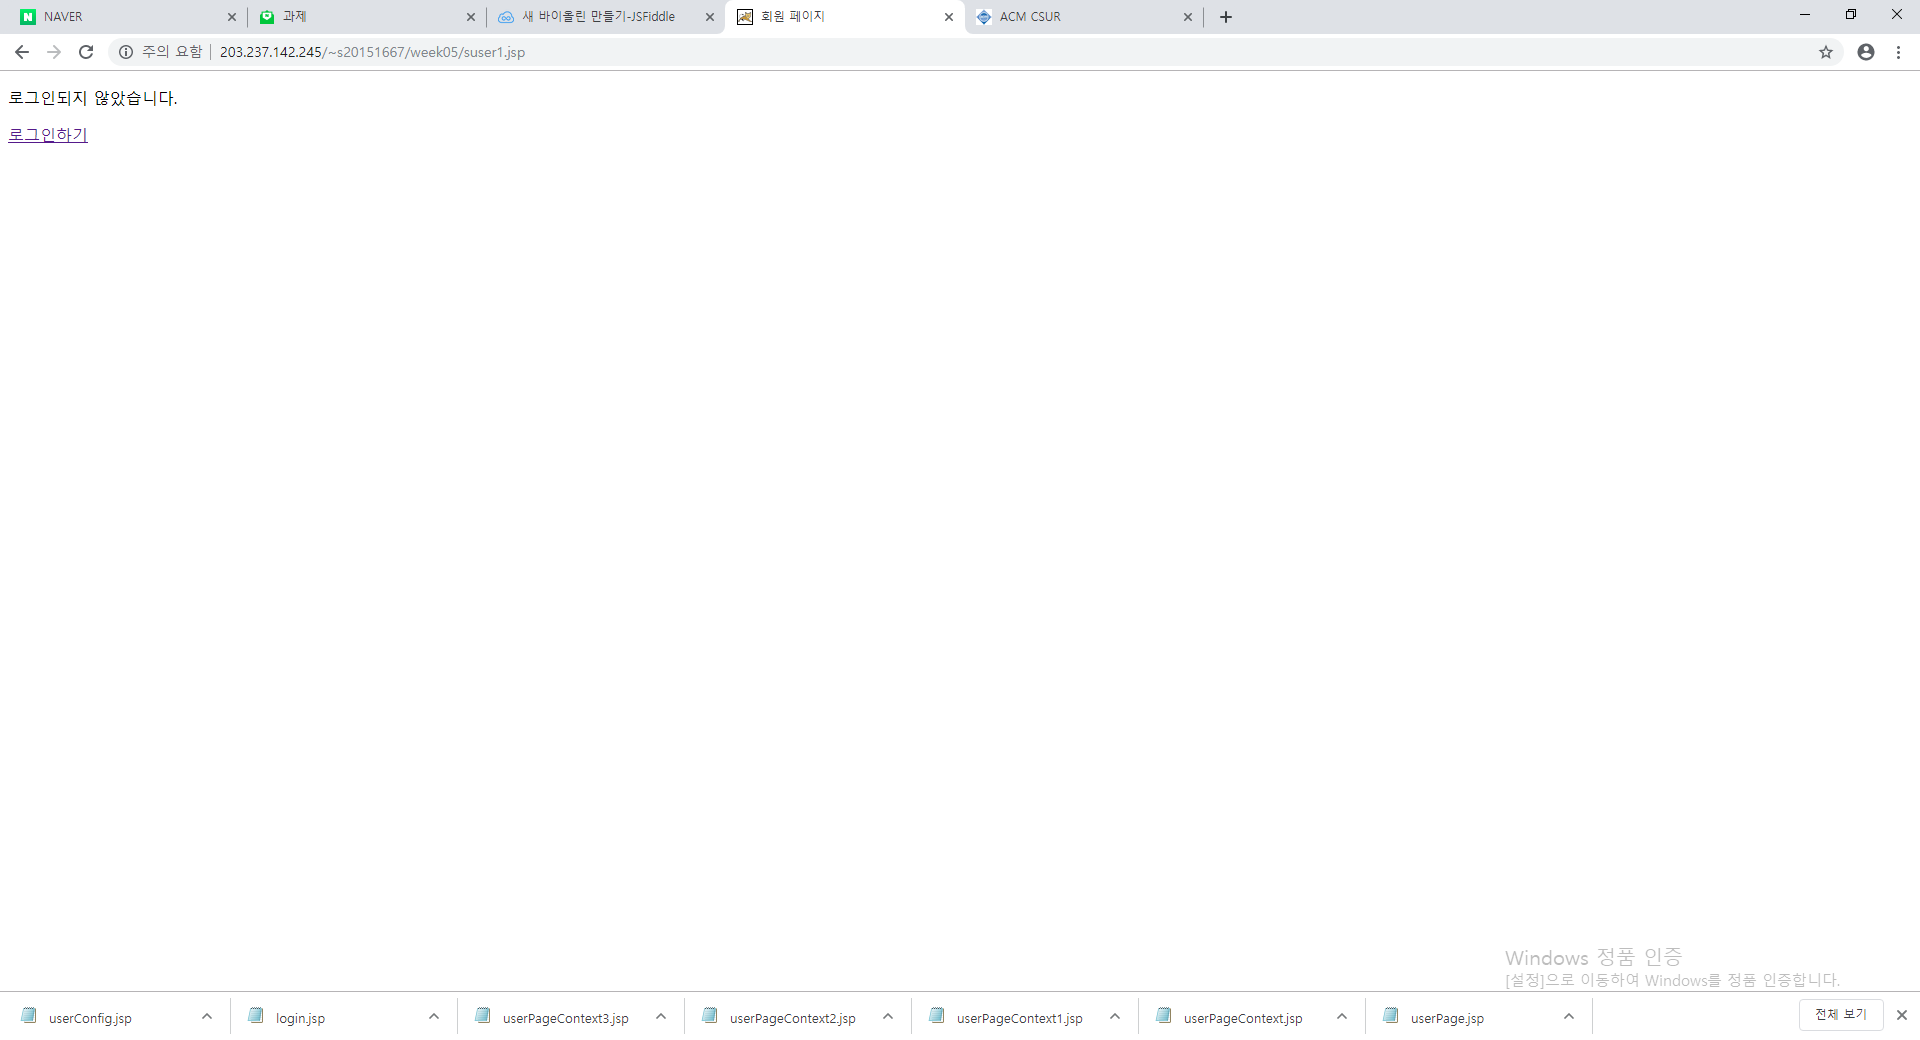 NAVER
과제
새 바이올린 만들기-JSFiddle
회원 페이지
ACM CSUR
주의 요함
203.237.142.245/~s20151667/week05/suser1.jsp
로그인되지 않았습니다.
로그인하기
Windows 정품 인증
[설정]으로 이동하여 Windows를 정품 인증합니다.
userConfig.jsp
login.jsp
userPageContext3.jsp
userPageContext2.jsp
userPageContext1.jsp
userPageContext.jsp
userPage.jsp
전체 보기